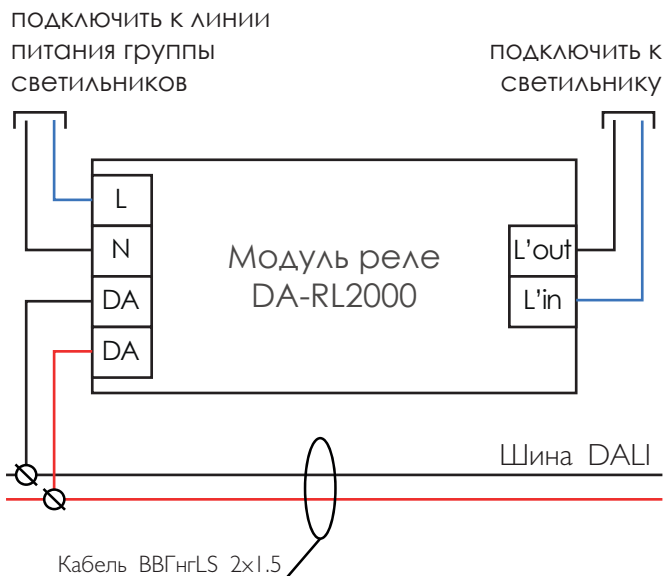 подключить к линии
питания группы
светильников
подключить к
светильнику
L
N
DA
DA
Модуль реле
DA-RL2000
L'out
L'in
Шина DALI
Кабель ВВГнгLS 2x1.5